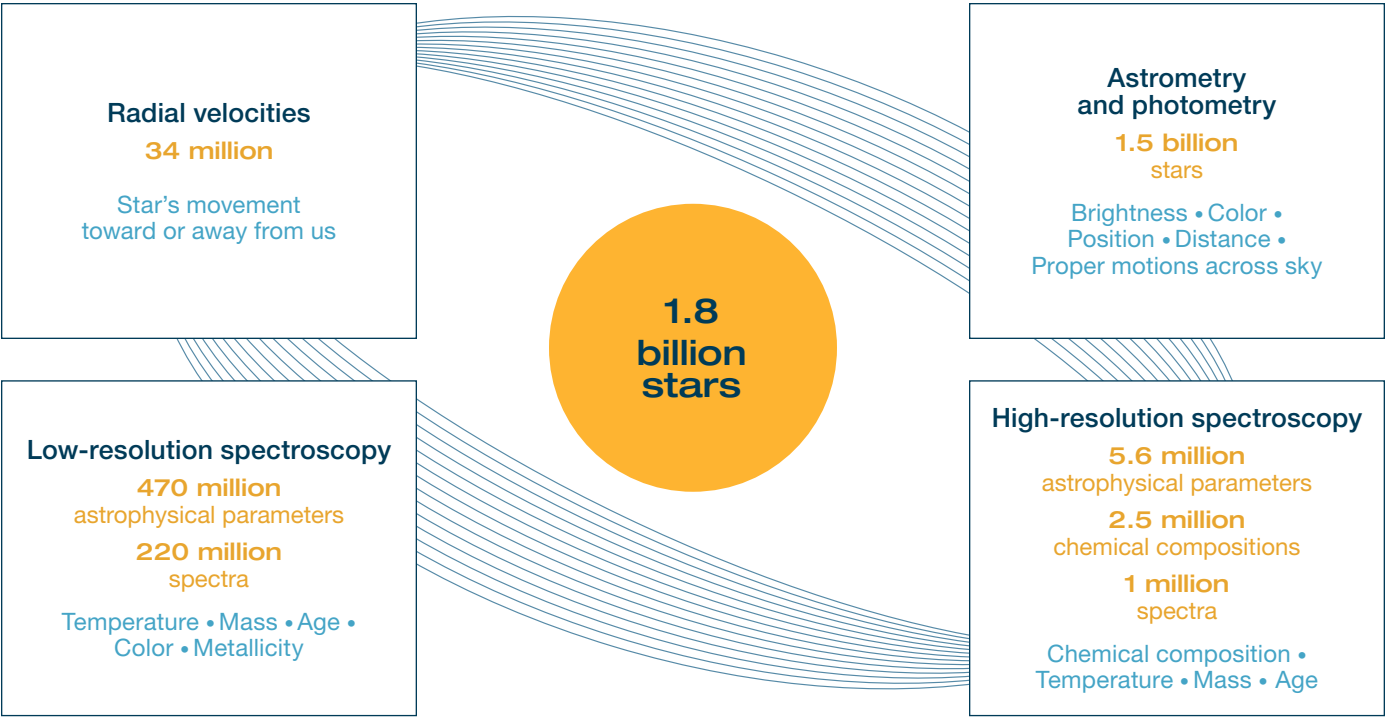 Radial velocities
34 million
Star’s movement
toward or away from us
Astrometry
and photometry
1.5 billion
stars
Brightness • Color •
Position • Distance •
Proper motions across sky
1.8
billion
stars
Low-resolution spectroscopy
470 million
astrophysical parameters
220 million
spectra
Temperature • Mass • Age •
Color • Metallicity
High-resolution spectroscopy
5.6 million
astrophysical parameters
2.5 million
chemical compositions
1 million
spectra
Chemical composition •
Temperature • Mass • Age